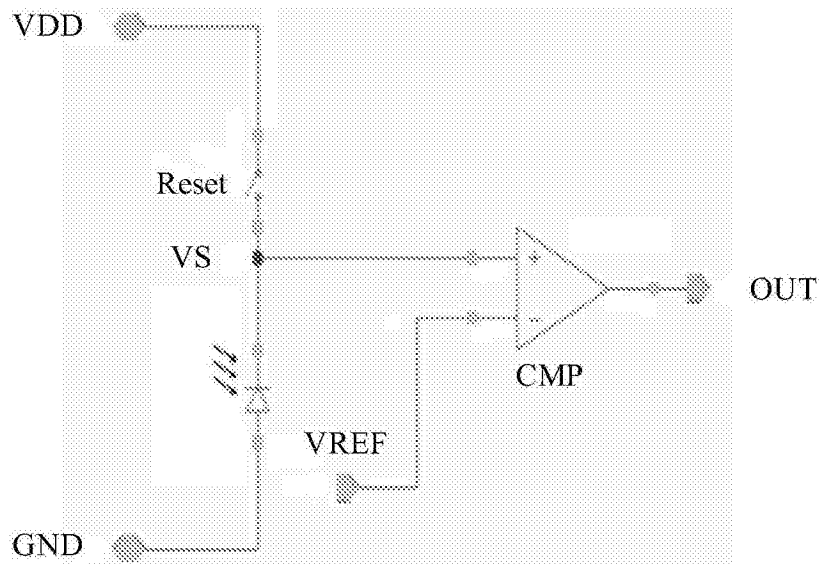 VDD
Reset
VS
+
-
OUT
CMP
VREF
GND